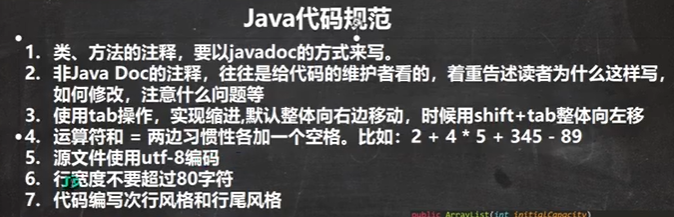 Java代码规范
1. 类、方法的注释，要以javadoc的方式来写。
2. 非Java Doc的注释，往往是给代码的维护者看的，着重告述读者为什么这样写，
如何修改，注意什么问题等
3. 使用tab操作，实现缩进,默认整体向右边移动，时候用shift+tab整体向左移
4. 运算符和 = 两边习惯性各加一个空格。比如：2 + 4 * 5 + 345 - 89
5. 源文件使用utf-8编码
6. 行宽度不要超过80字符
7. 代码编写次行风格和行尾风格
public ArrayList(int initialCapacity)